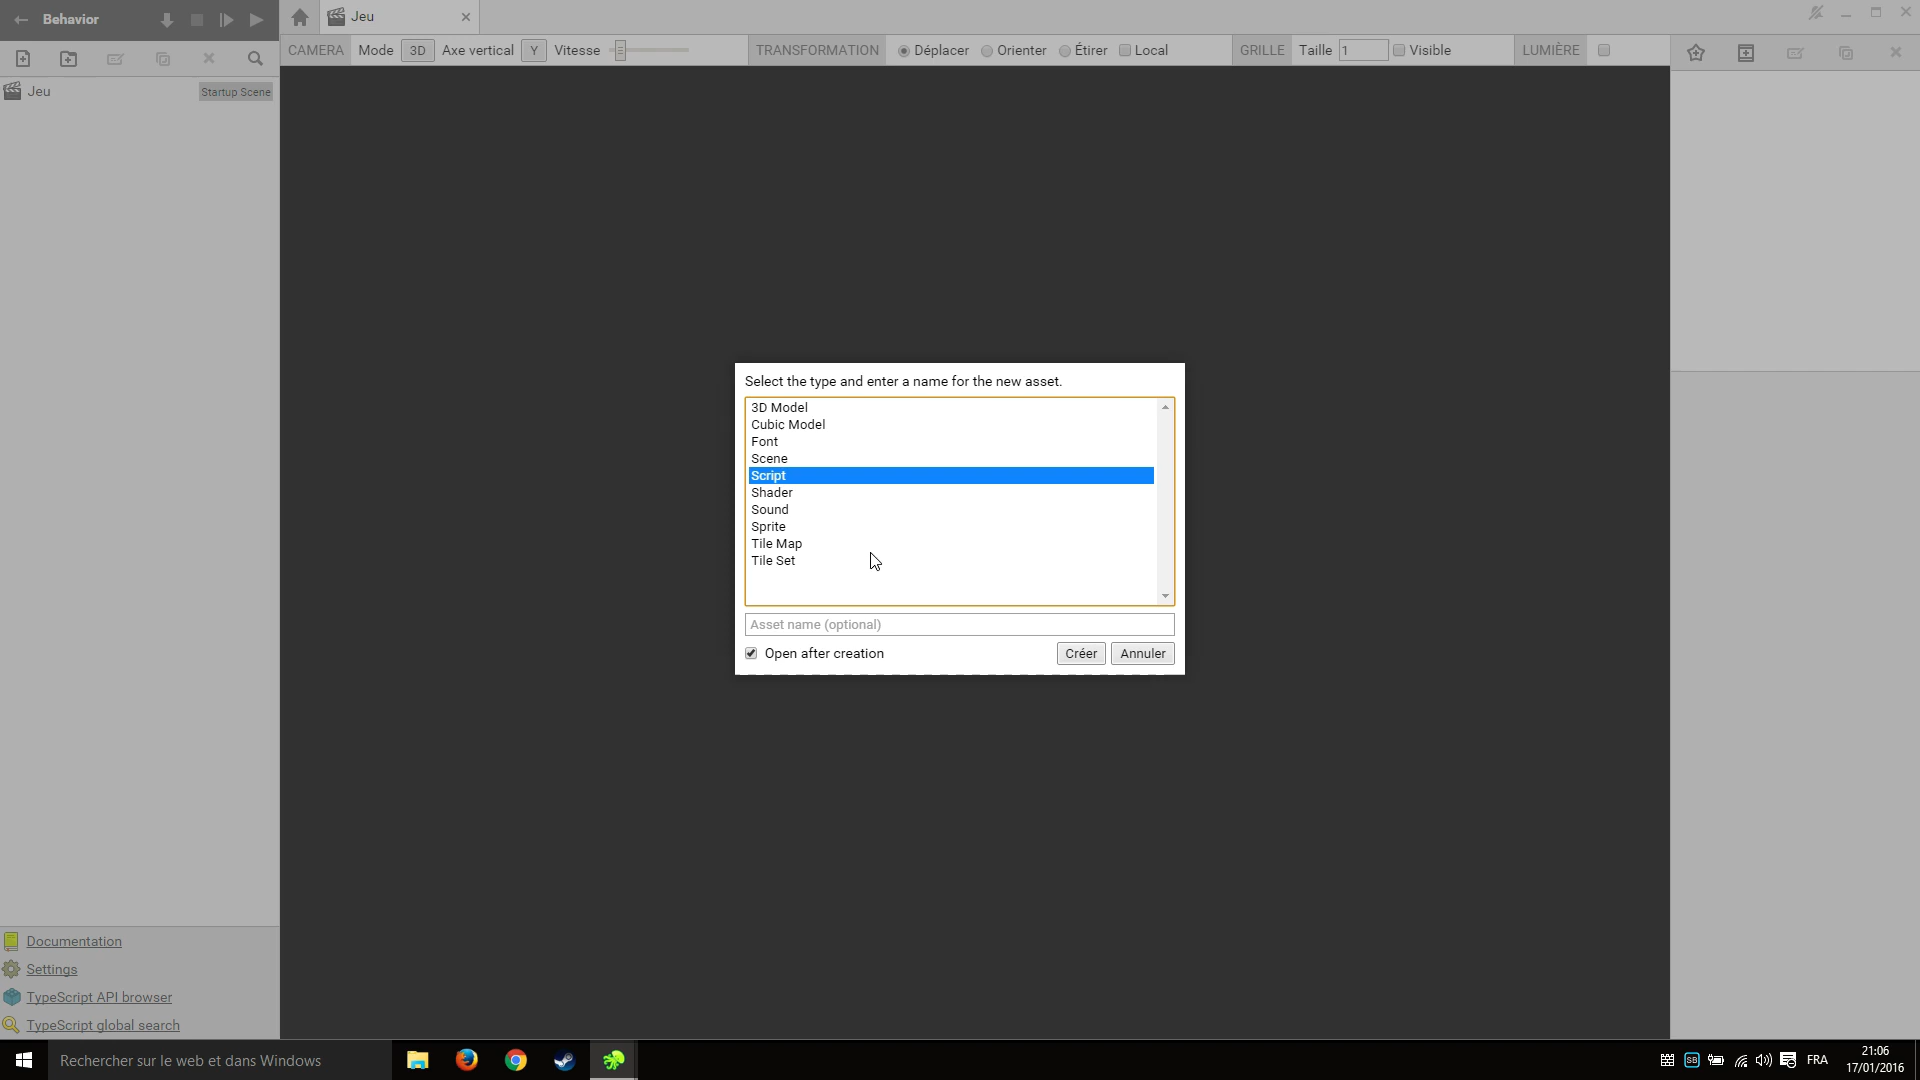 Behavior
Jeu
CAMERA Mode 3D Axe vertical Y Vitesse TRANSFORMATION Déplacer Orienter Étirer Local GRILLE Taille 1 Visible LUMIÈRE
Jeu Startup Scene
Select the type and enter a name for the new asset.
3D Model
Cubic Model
Font
Scene
Script
Shader
Sound
Sprite
Tile Map
Tile Set
Asset name (optional)
Open after creation Créer Annuler
Documentation
Settings
TypeScript API browser
TypeScript global search
Rechercher sur le web et dans Windows
SB
FRA
21:06
17/01/2016